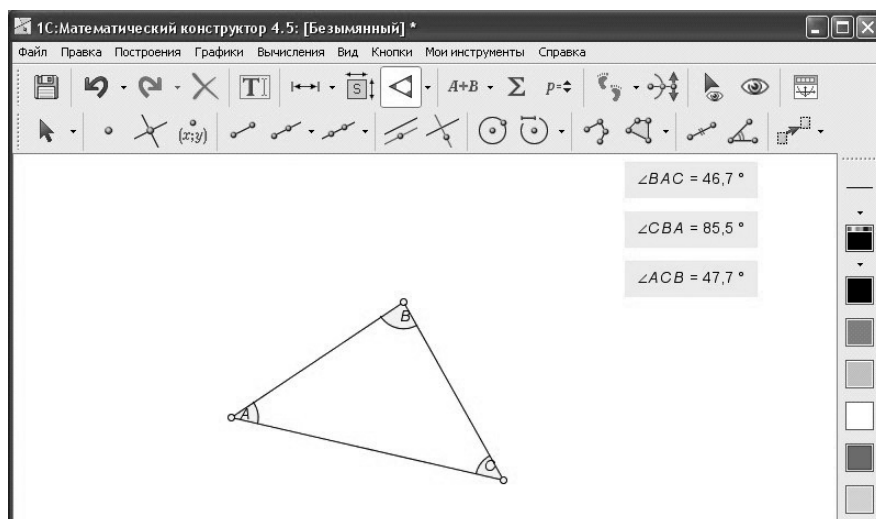 1С:Математический конструктор 4.5: [Безымянный] *
Файл Правка Построения Графики Вычисления Вид Кнопки Мои инструменты Справка
T S A+B Σ p=
(x;y)
∠BAC = 46,7 °
∠CBA = 85,5 °
∠ACB = 47,7 °
B
A
C